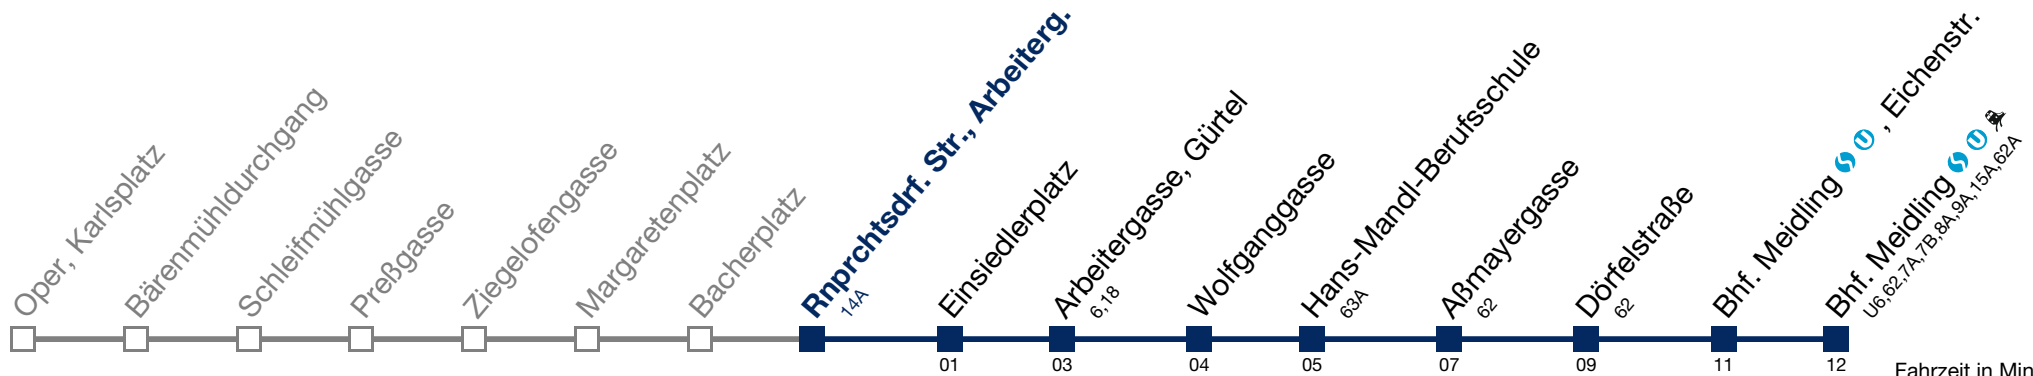 Oper, Karlsplatz
Bärenmühldurchgang
Schleifmühlgasse
Preßgasse
Ziegelofengasse
Margaretenplatz
Bacherplatz
Rnprchtsdrf. Str., Arbeiterg.
14A
Einsiedlerplatz
Arbeitergasse, Gürtel
6,18
Wolfganggasse
Hans-Mandl-Berufsschule
63A
Aßmayergasse
62
Dörfelstraße
62
Bhf. Meidling S U , Eichenstr.
Bhf. Meidling S U
U6,62,7A,7B,8A,9A,15A,62A
01 03 04 05 07 09 11 12
Fahrzeit in Min